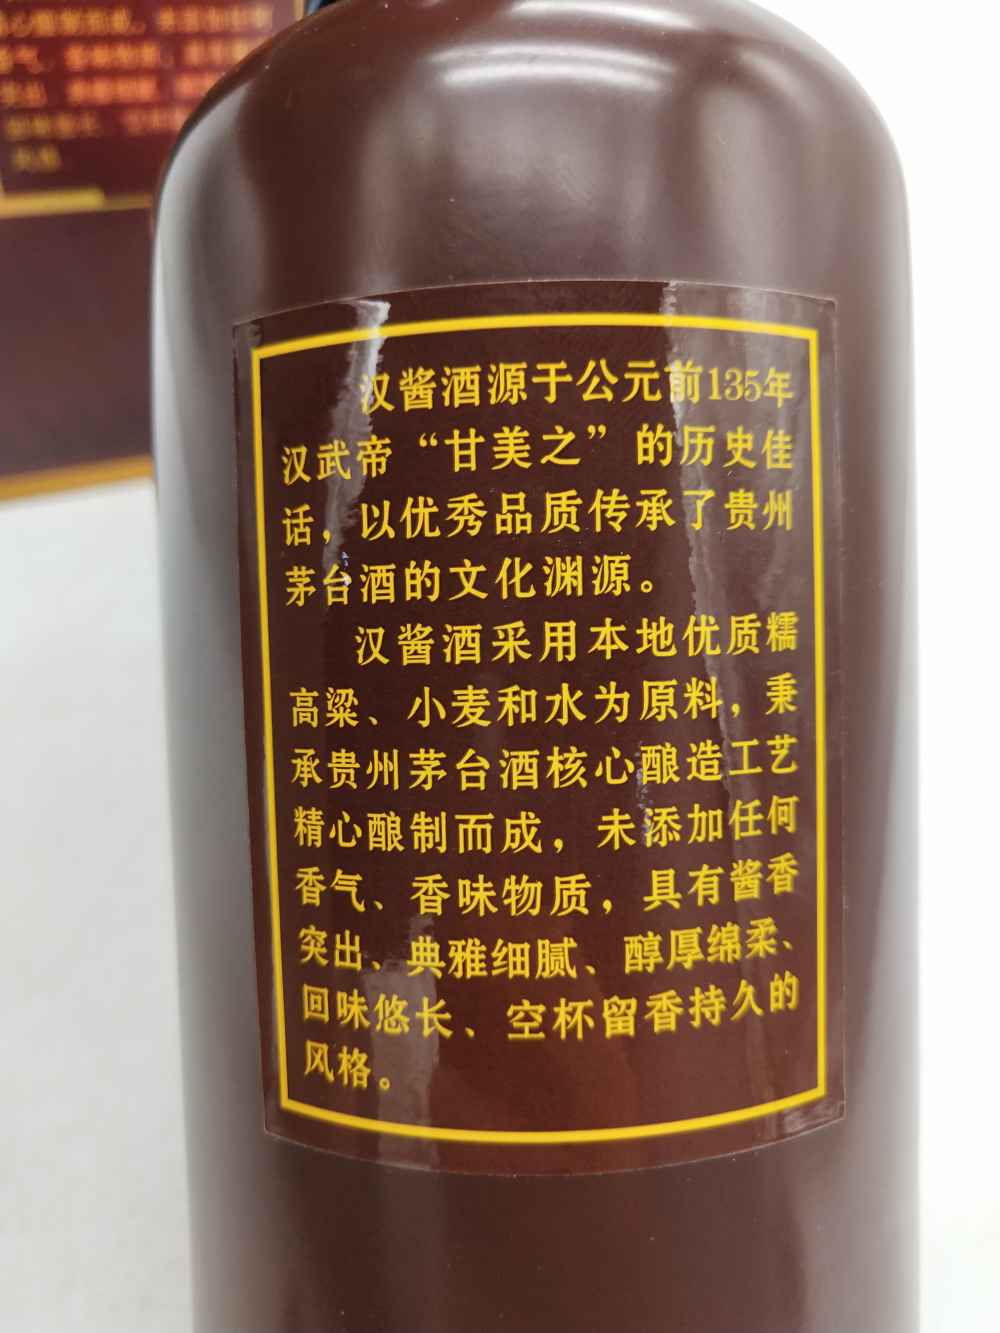 汉酱酒源于公元前135年
汉武帝“甘美之”的历史佳
话，以优秀品质传承了贵州
茅台酒的文化渊源。
汉酱酒采用本地优质糯
高粱、小麦和水为原料，秉
承贵州茅台酒核心酿造工艺
精心酿制而成，未添加任何
香气、香味物质，具有酱香
突出、典雅细腻、醇厚绵柔、
回味悠长、空杯留香持久的
风格。